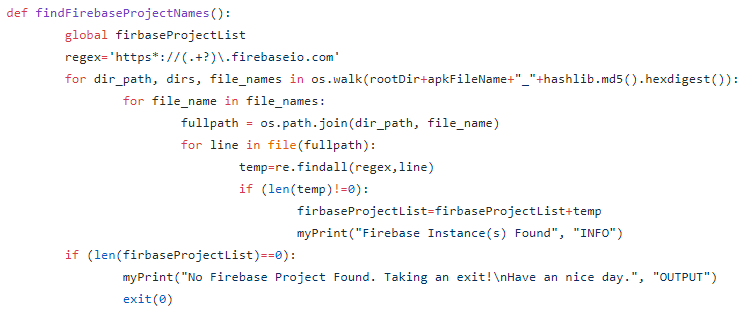 def findFirebaseProjectNames():
global firbaseProjectList
regex='https*://(.+?)\.firebaseio.com'
for dir_path, dirs, file_names in os.walk(rootDir+apkFileName+"_"+hashlib.md5().hexdigest()):
for file_name in file_names:
fullpath = os.path.join(dir_path, file_name)
for line in file(fullpath):
temp=re.findall(regex,line)
if (len(temp)!=0):
firbaseProjectList=firbaseProjectList+temp
myPrint("Firebase Instance(s) Found", "INFO")
if (len(firbaseProjectList)==0):
myPrint("No Firebase Project Found. Taking an exit!\nHave an nice day.", "OUTPUT")
exit(0)